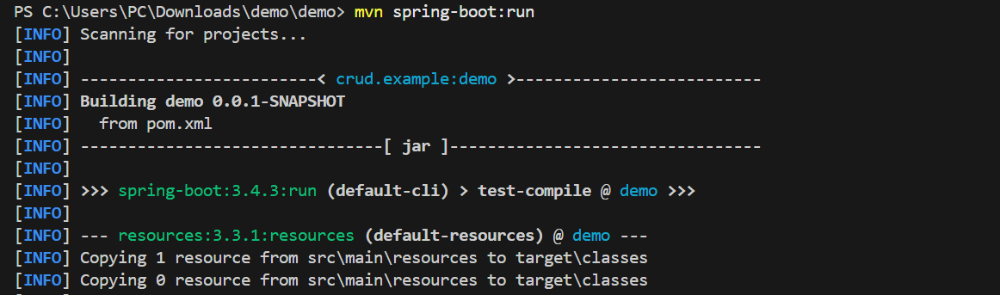 PS C:\Users\PC\Downloads\demo\demo> mvn spring-boot:run
[INFO] Scanning for projects...
[INFO]
[INFO] -------------------------< crud.example:demo >--------------------------
[INFO] Building demo 0.0.1-SNAPSHOT
[INFO]   from pom.xml
[INFO] --------------------------------[ jar ]---------------------------------
[INFO]
[INFO] >>> spring-boot:3.4.3:run (default-cli) > test-compile @ demo >>>
[INFO]
[INFO] --- resources:3.3.1:resources (default-resources) @ demo ---
[INFO] Copying 1 resource from src\main\resources to target\classes
[INFO] Copying 0 resource from src\main\resources to target\classes